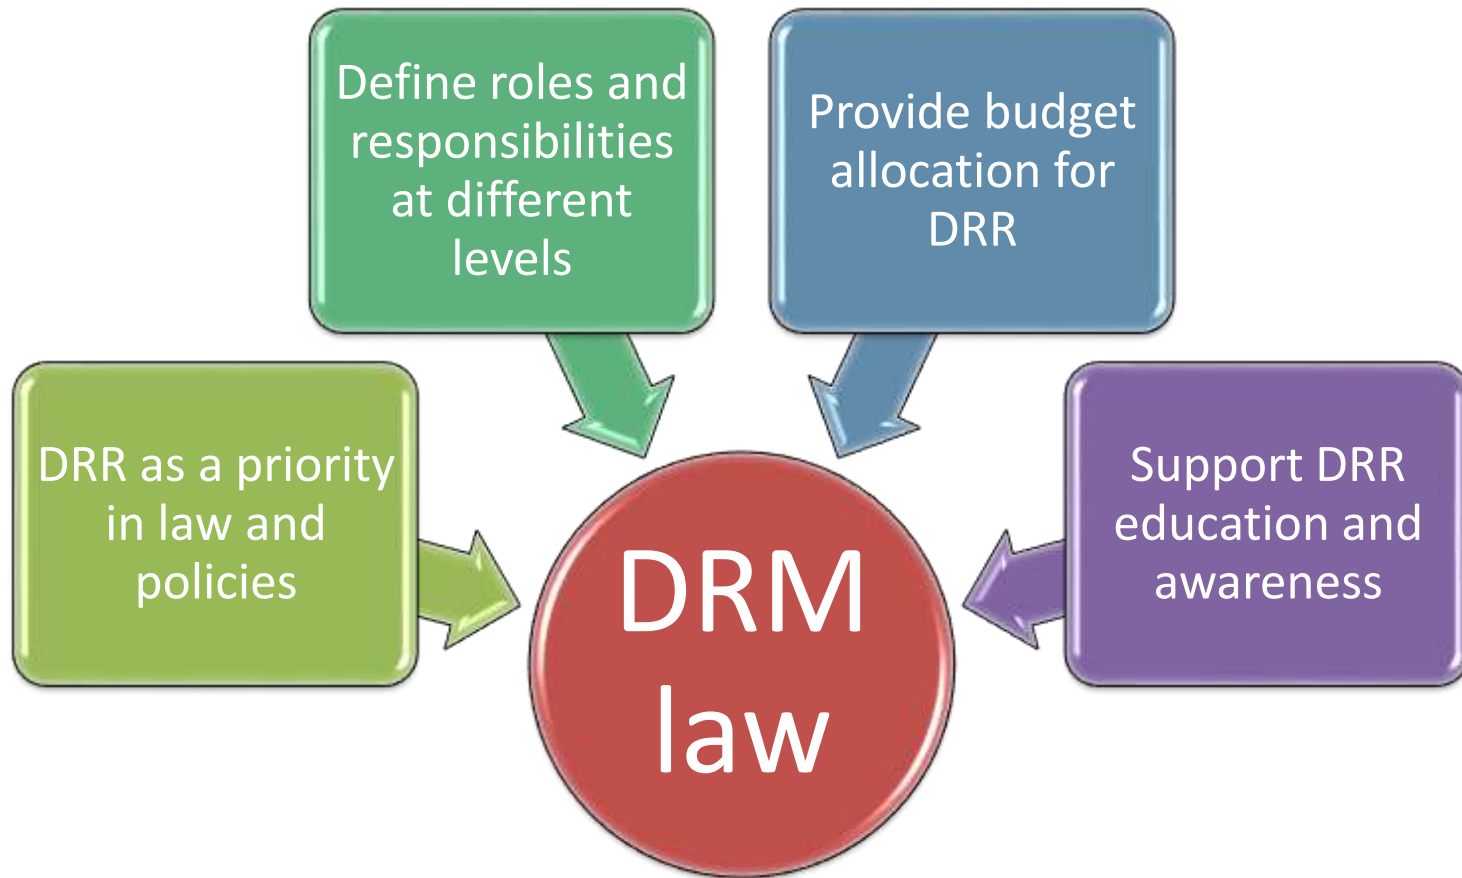 Define roles and
responsibilities
at different
levels
Provide budget
allocation for
DRR
DRR as a priority
in law and
policies
Support DRR
education and
awareness
DRM
law